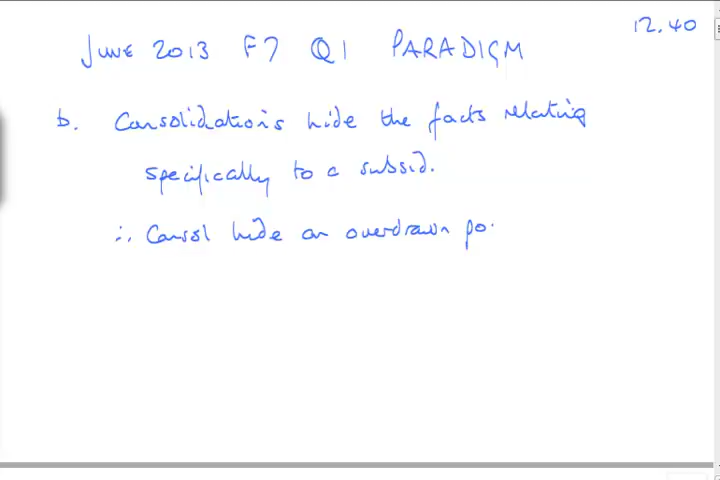 12.40
JUNE 2013 F7 Q1 PARADIGM
b. Consolidations hide the facts relating
specifically to a subsid.
∴ Consol hide an overdrawn po